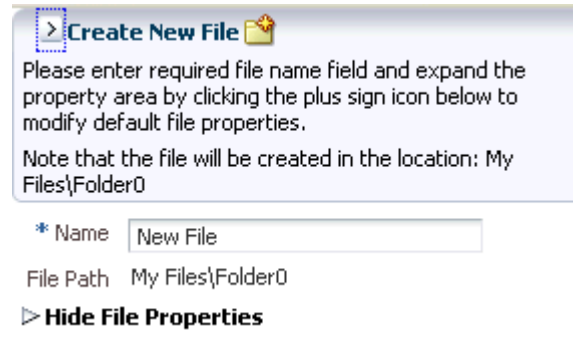 Create New File
Please enter required file name field and expand the
property area by clicking the plus sign icon below to
modify default file properties.
Note that the file will be created in the location: My
Files\Folder0
* Name New File
File Path My Files\Folder0
Hide File Properties